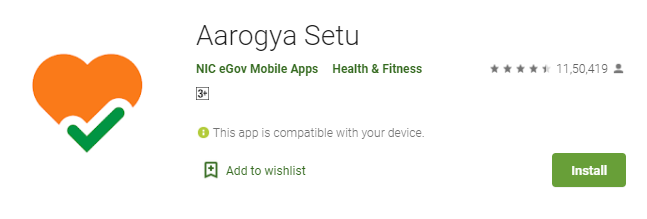 Aarogya Setu
NIC eGov Mobile Apps Health & Fitness 11,50,419
3+
This app is compatible with your device.
Add to wishlist Install